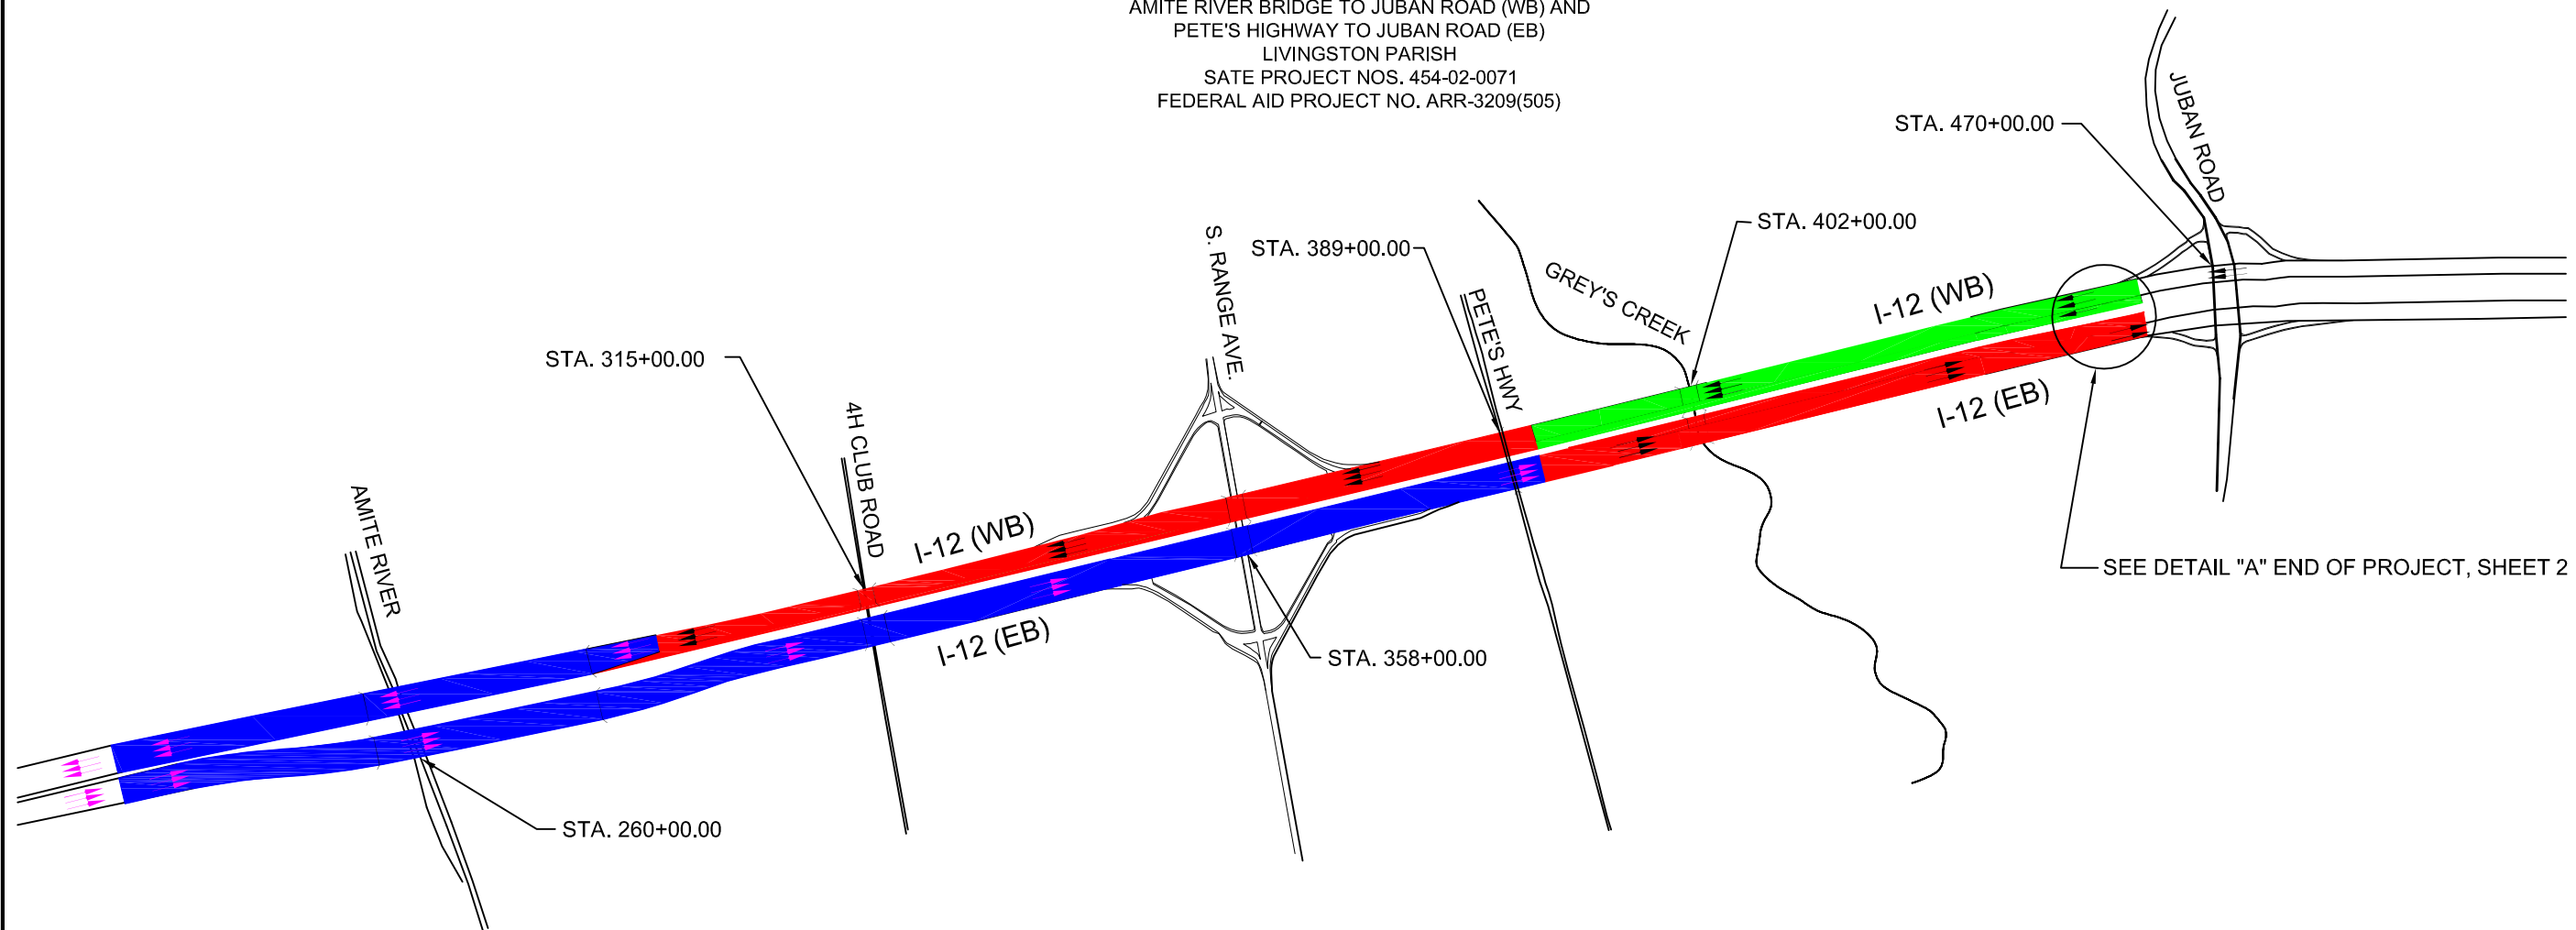 AMITE RIVER BRIDGE TO JUBAN ROAD (WB) AND
PETE'S HIGHWAY TO JUBAN ROAD (EB)
LIVINGSTON PARISH
SATE PROJECT NOS. 454-02-0071
FEDERAL AID PROJECT NO. ARR-3209(505)
JUBAN ROAD
STA. 470+00.00
STA. 402+00.00
S. RANGE AVE.
STA. 389+00.00
GREY'S CREEK
PETE'S HWY
I-12 (WB)
I-12 (EB)
STA. 315+00.00
4H CLUB ROAD
AMITE RIVER
I-12 (WB)
I-12 (EB)
SEE DETAIL "A" END OF PROJECT, SHEET 2
STA. 358+00.00
STA. 260+00.00